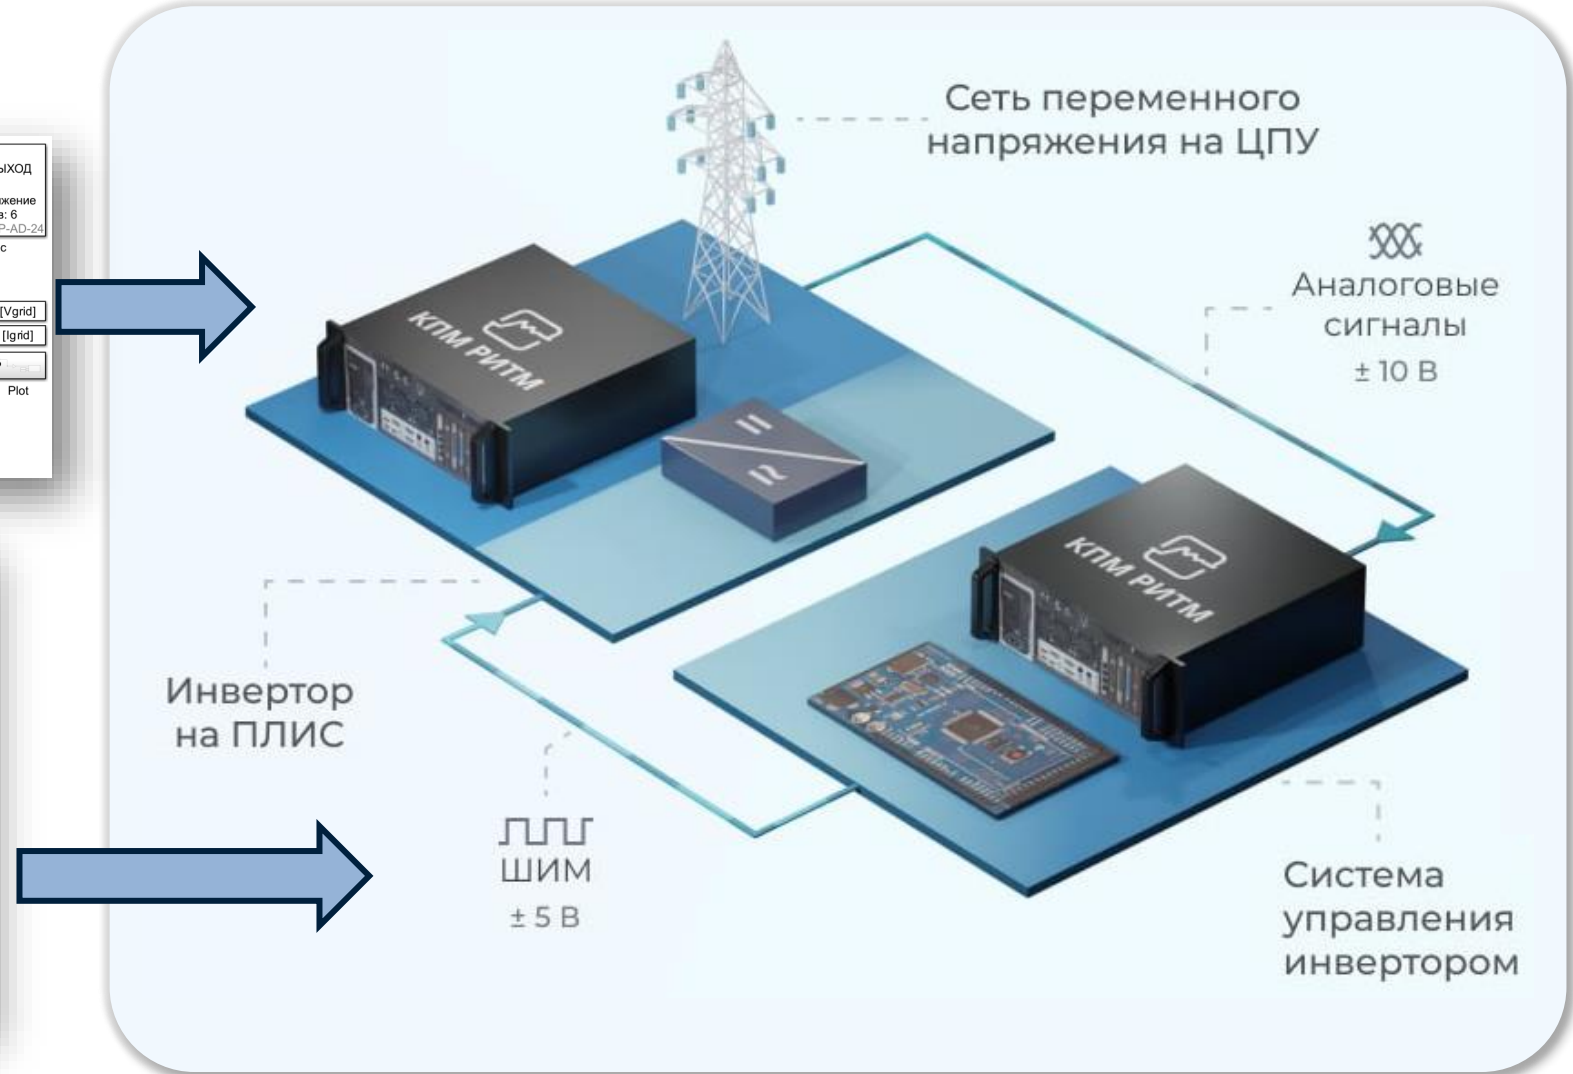 ЫХОД
жение
в: 6
P-AD-24
с
[Vgrid]
[Igrid]
Plot
Сеть переменного
напряжения на ЦПУ
Аналоговые
сигналы
± 10 В
КПМ РИТМ
КПМ РИТМ
Инвертор
на ПЛИС
ШИМ
± 5 В
Система
управления
инвертором